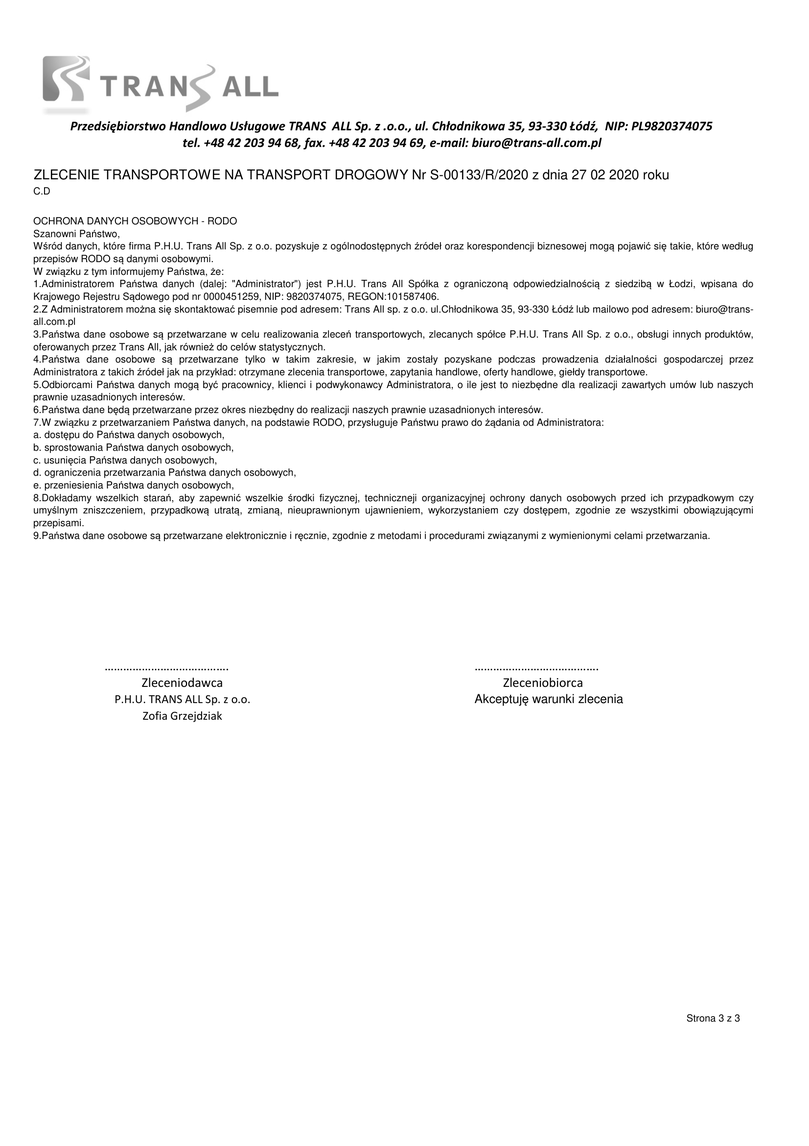 TRANS ALL
Przedsiębiorstwo Handlowo Usługowe TRANS ALL Sp. z .o.o., ul. Chłodnikowa 35, 93-330 Łódź, NIP: PL9820374075
tel. +48 42 203 94 68, fax. +48 42 203 94 69, e-mail: biuro@trans-all.com.pl
ZLECENIE TRANSPORTOWE NA TRANSPORT DROGOWY Nr S-00133/R/2020 z dnia 27 02 2020 roku
C.D
OCHRONA DANYCH OSOBOWYCH - RODO
Szanowni Państwo,
Wśród danych, które firma P.H.U. Trans All Sp. z o.o. pozyskuje z ogólnodostępnych źródeł oraz korespondencji biznesowej mogą pojawić się takie, które według
przepisów RODO są danymi osobowymi.
W związku z tym informujemy Państwa, że:
1.Administratorem Państwa danych (dalej: "Administrator") jest P.H.U. Trans All Spółka z ograniczoną odpowiedzialnością z siedzibą w Łodzi, wpisana do
Krajowego Rejestru Sądowego pod nr 0000451259, NIP: 9820374075, REGON:101587406.
2.Z Administratorem można się skontaktować pisemnie pod adresem: Trans All sp. z o.o. ul.Chłodnikowa 35, 93-330 Łódź lub mailowo pod adresem: biuro@trans-
all.com.pl
3.Państwa dane osobowe są przetwarzane w celu realizowania zleceń transportowych, zlecanych spółce P.H.U. Trans All Sp. z o.o., obsługi innych produktów,
oferowanych przez Trans All, jak również do celów statystycznych.
4.Państwa dane osobowe są przetwarzane tylko w takim zakresie, w jakim zostały pozyskane podczas prowadzenia działalności gospodarczej przez
Administratora z takich źródeł jak na przykład: otrzymane zlecenia transportowe, zapytania handlowe, oferty handlowe, giełdy transportowe.
5.Odbiorcami Państwa danych mogą być pracownicy, klienci i podwykonawcy Administratora, o ile jest to niezbędne dla realizacji zawartych umów lub naszych
prawnie uzasadnionych interesów.
6.Państwa dane będą przetwarzane przez okres niezbędny do realizacji naszych prawnie uzasadnionych interesów.
7.W związku z przetwarzaniem Państwa danych, na podstawie RODO, przysługuje Państwu prawo do żądania od Administratora:
a. dostępu do Państwa danych osobowych,
b. sprostowania Państwa danych osobowych,
c. usunięcia Państwa danych osobowych,
d. ograniczenia przetwarzania Państwa danych osobowych,
e. przeniesienia Państwa danych osobowych,
8.Dokładamy wszelkich starań, aby zapewnić wszelkie środki fizycznej, techniczneji organizacyjnej ochrony danych osobowych przed ich przypadkowym czy
umyślnym zniszczeniem, przypadkową utratą, zmianą, nieuprawnionym ujawnieniem, wykorzystaniem czy dostępem, zgodnie ze wszystkimi obowiązującymi
przepisami.
9.Państwa dane osobowe są przetwarzane elektronicznie i ręcznie, zgodnie z metodami i procedurami związanymi z wymienionymi celami przetwarzania.
…………………………………. ………………………………….
Zleceniodawca Zleceniobiorca
P.H.U. TRANS ALL Sp. z o.o. Akceptuję warunki zlecenia
Zofia Grzejdziak
Strona 3 z 3